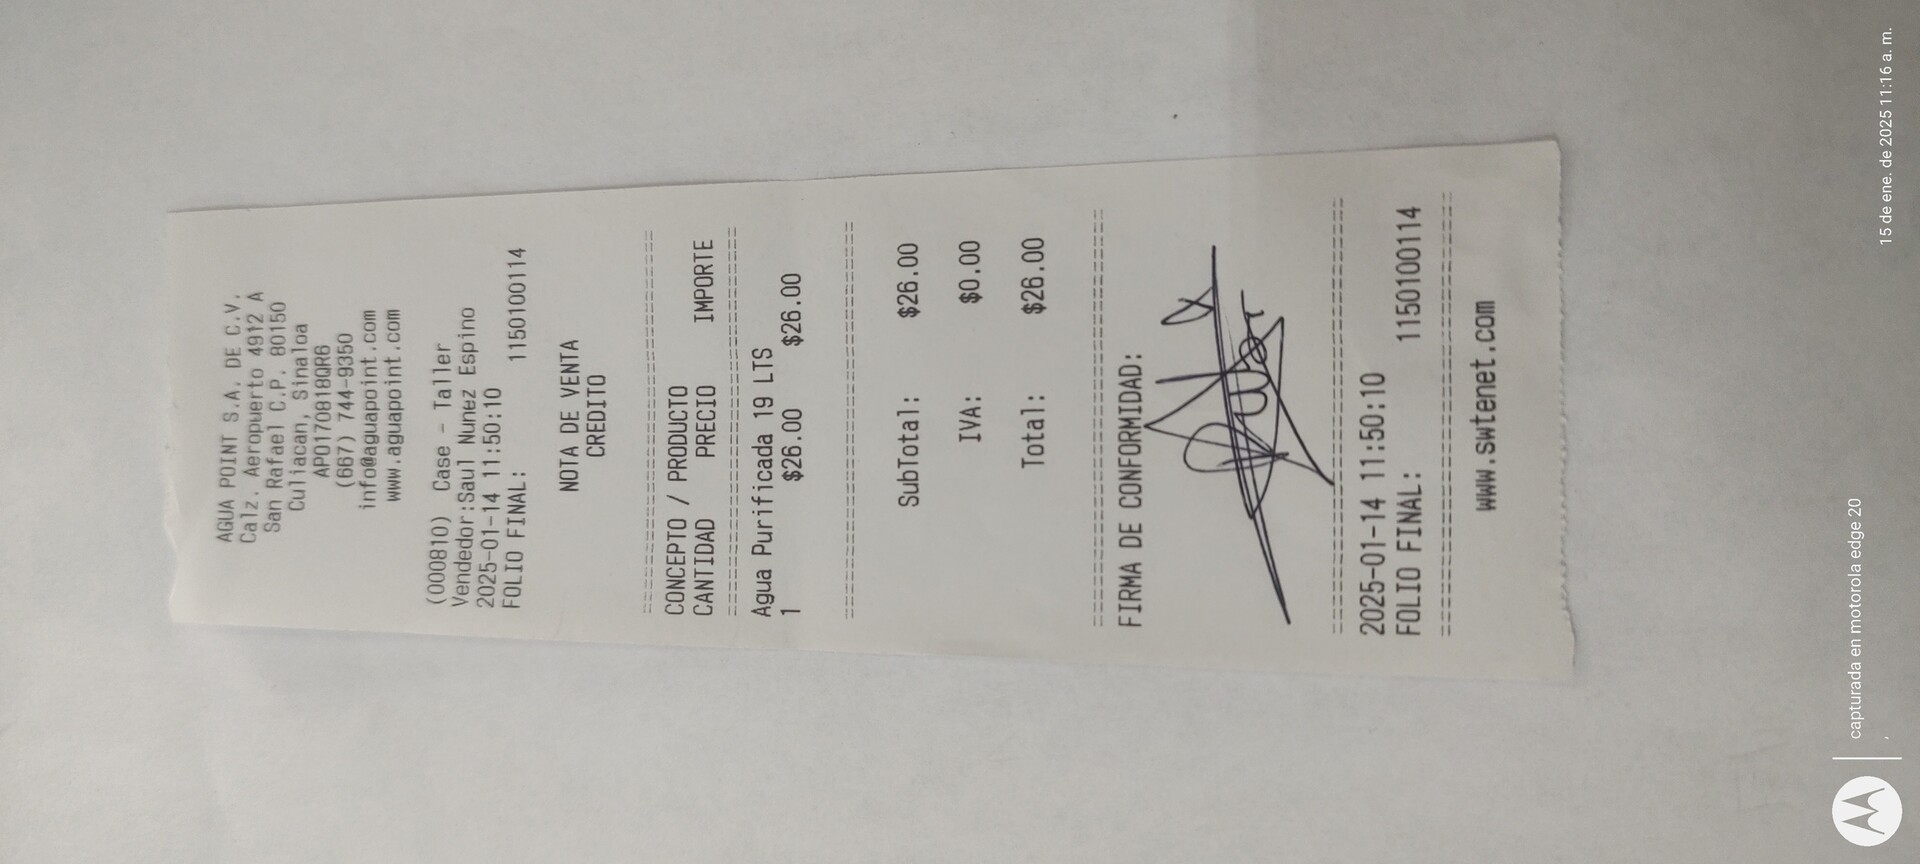 AGUA POINT S.A. DE C.V.
Calz. Aeropuerto 4912 A
San Rafael C.P. 80150
Culiacan, Sinaloa
APO170818QR6
(667) 744-9350
info@aguapoint.com
www.aguapoint.com
(000810) Case - Taller
Vendedor:Saul Nunez Espino
2025-01-14 11:50:10
FOLIO FINAL: 1150100114
NOTA DE VENTA
CREDITO
CONCEPTO / PRODUCTO
CANTIDAD PRECIO IMPORTE
Agua Purificada 19 LTS
1 $26.00 $26.00
SubTotal: $26.00
IVA: $0.00
Total: $26.00
FIRMA DE CONFORMIDAD:
2025-01-14 11:50:10
FOLIO FINAL: 1150100114
www.swtenet.com
capturada en motorola edge 20
15 de ene. de 2025 11:16 a. m.